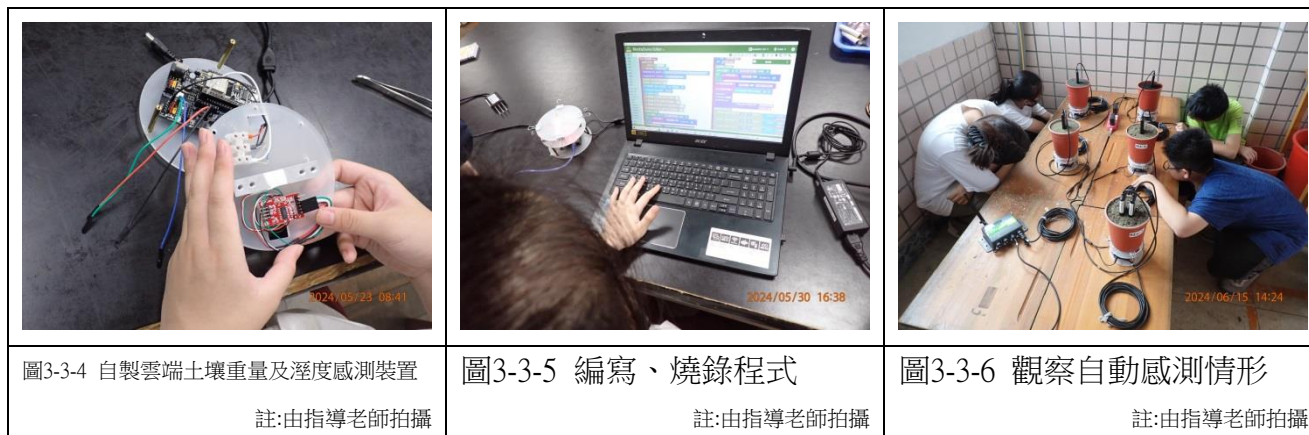 2024/05/23 08:41
2024/05/30 16:38
acer
2024/06/15 14:24
圖3-3-4 自製雲端土壤重量及溼度感測裝置
註:由指導老師拍攝
圖3-3-5 編寫、燒錄程式
註:由指導老師拍攝
圖3-3-6 觀察自動感測情形
註:由指導老師拍攝